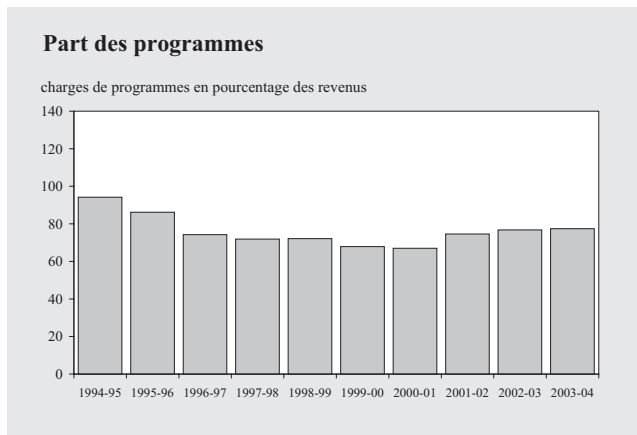 Part des programmes
charges de programmes en pourcentage des revenus
140
120
100
80
60
40
20
0
1994-95 1995-96 1996-97 1997-98 1998-99 1999-00 2000-01 2001-02 2002-03 2003-04